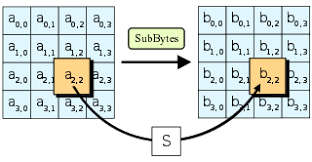 a0,0 a0,1 a0,2 a0,3
a1,0 a1,1 a1,2 a1,3
a2,0 a2,1 a2,2 a2,3
a3,0 a3,1 a3,2 a3,3
SubBytes
b0,0 b0,1 b0,2 b0,3
b1,0 b1,1 b1,2 b1,3
b2,0 b2,1 b2,2 b2,3
b3,0 b3,1 b3,2 b3,3
S